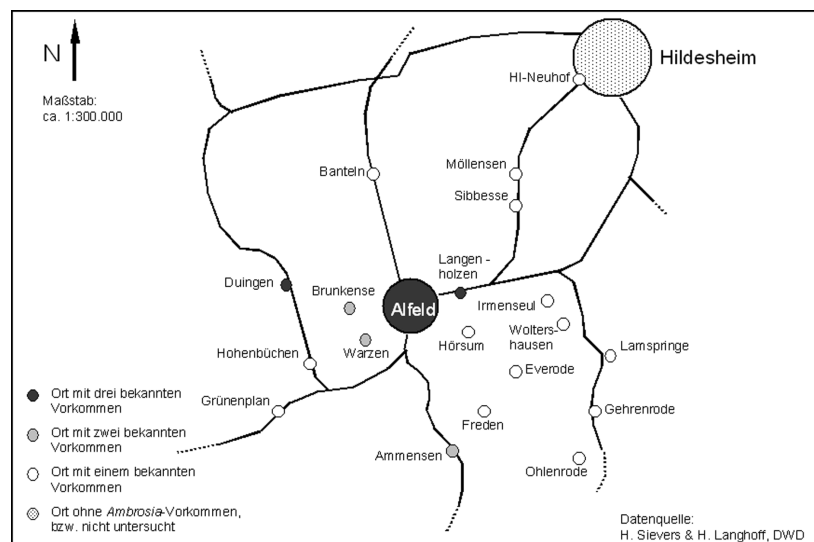 N
Maßstab:
ca. 1:300.000
Hildesheim
HI-Neuhof
Banteln
Möllensen
Sibbesse
Langen-
holzen
Duingen
Brunkense
Alfeld
Irmenseul
Wolters-
hausen
Hörsum
Warzen
Lamspringe
Hohenbüchen
Everode
Grünenplan
Freden
Gehrenrode
Ammensen
Ohlenrode
Ort mit drei bekannten
Vorkommen
Ort mit zwei bekannten
Vorkommen
Ort mit einem bekannten
Vorkommen
Ort ohne Ambrosia-Vorkommen,
bzw. nicht untersucht
Datenquelle:
H. Sievers & H. Langhoff, DWD